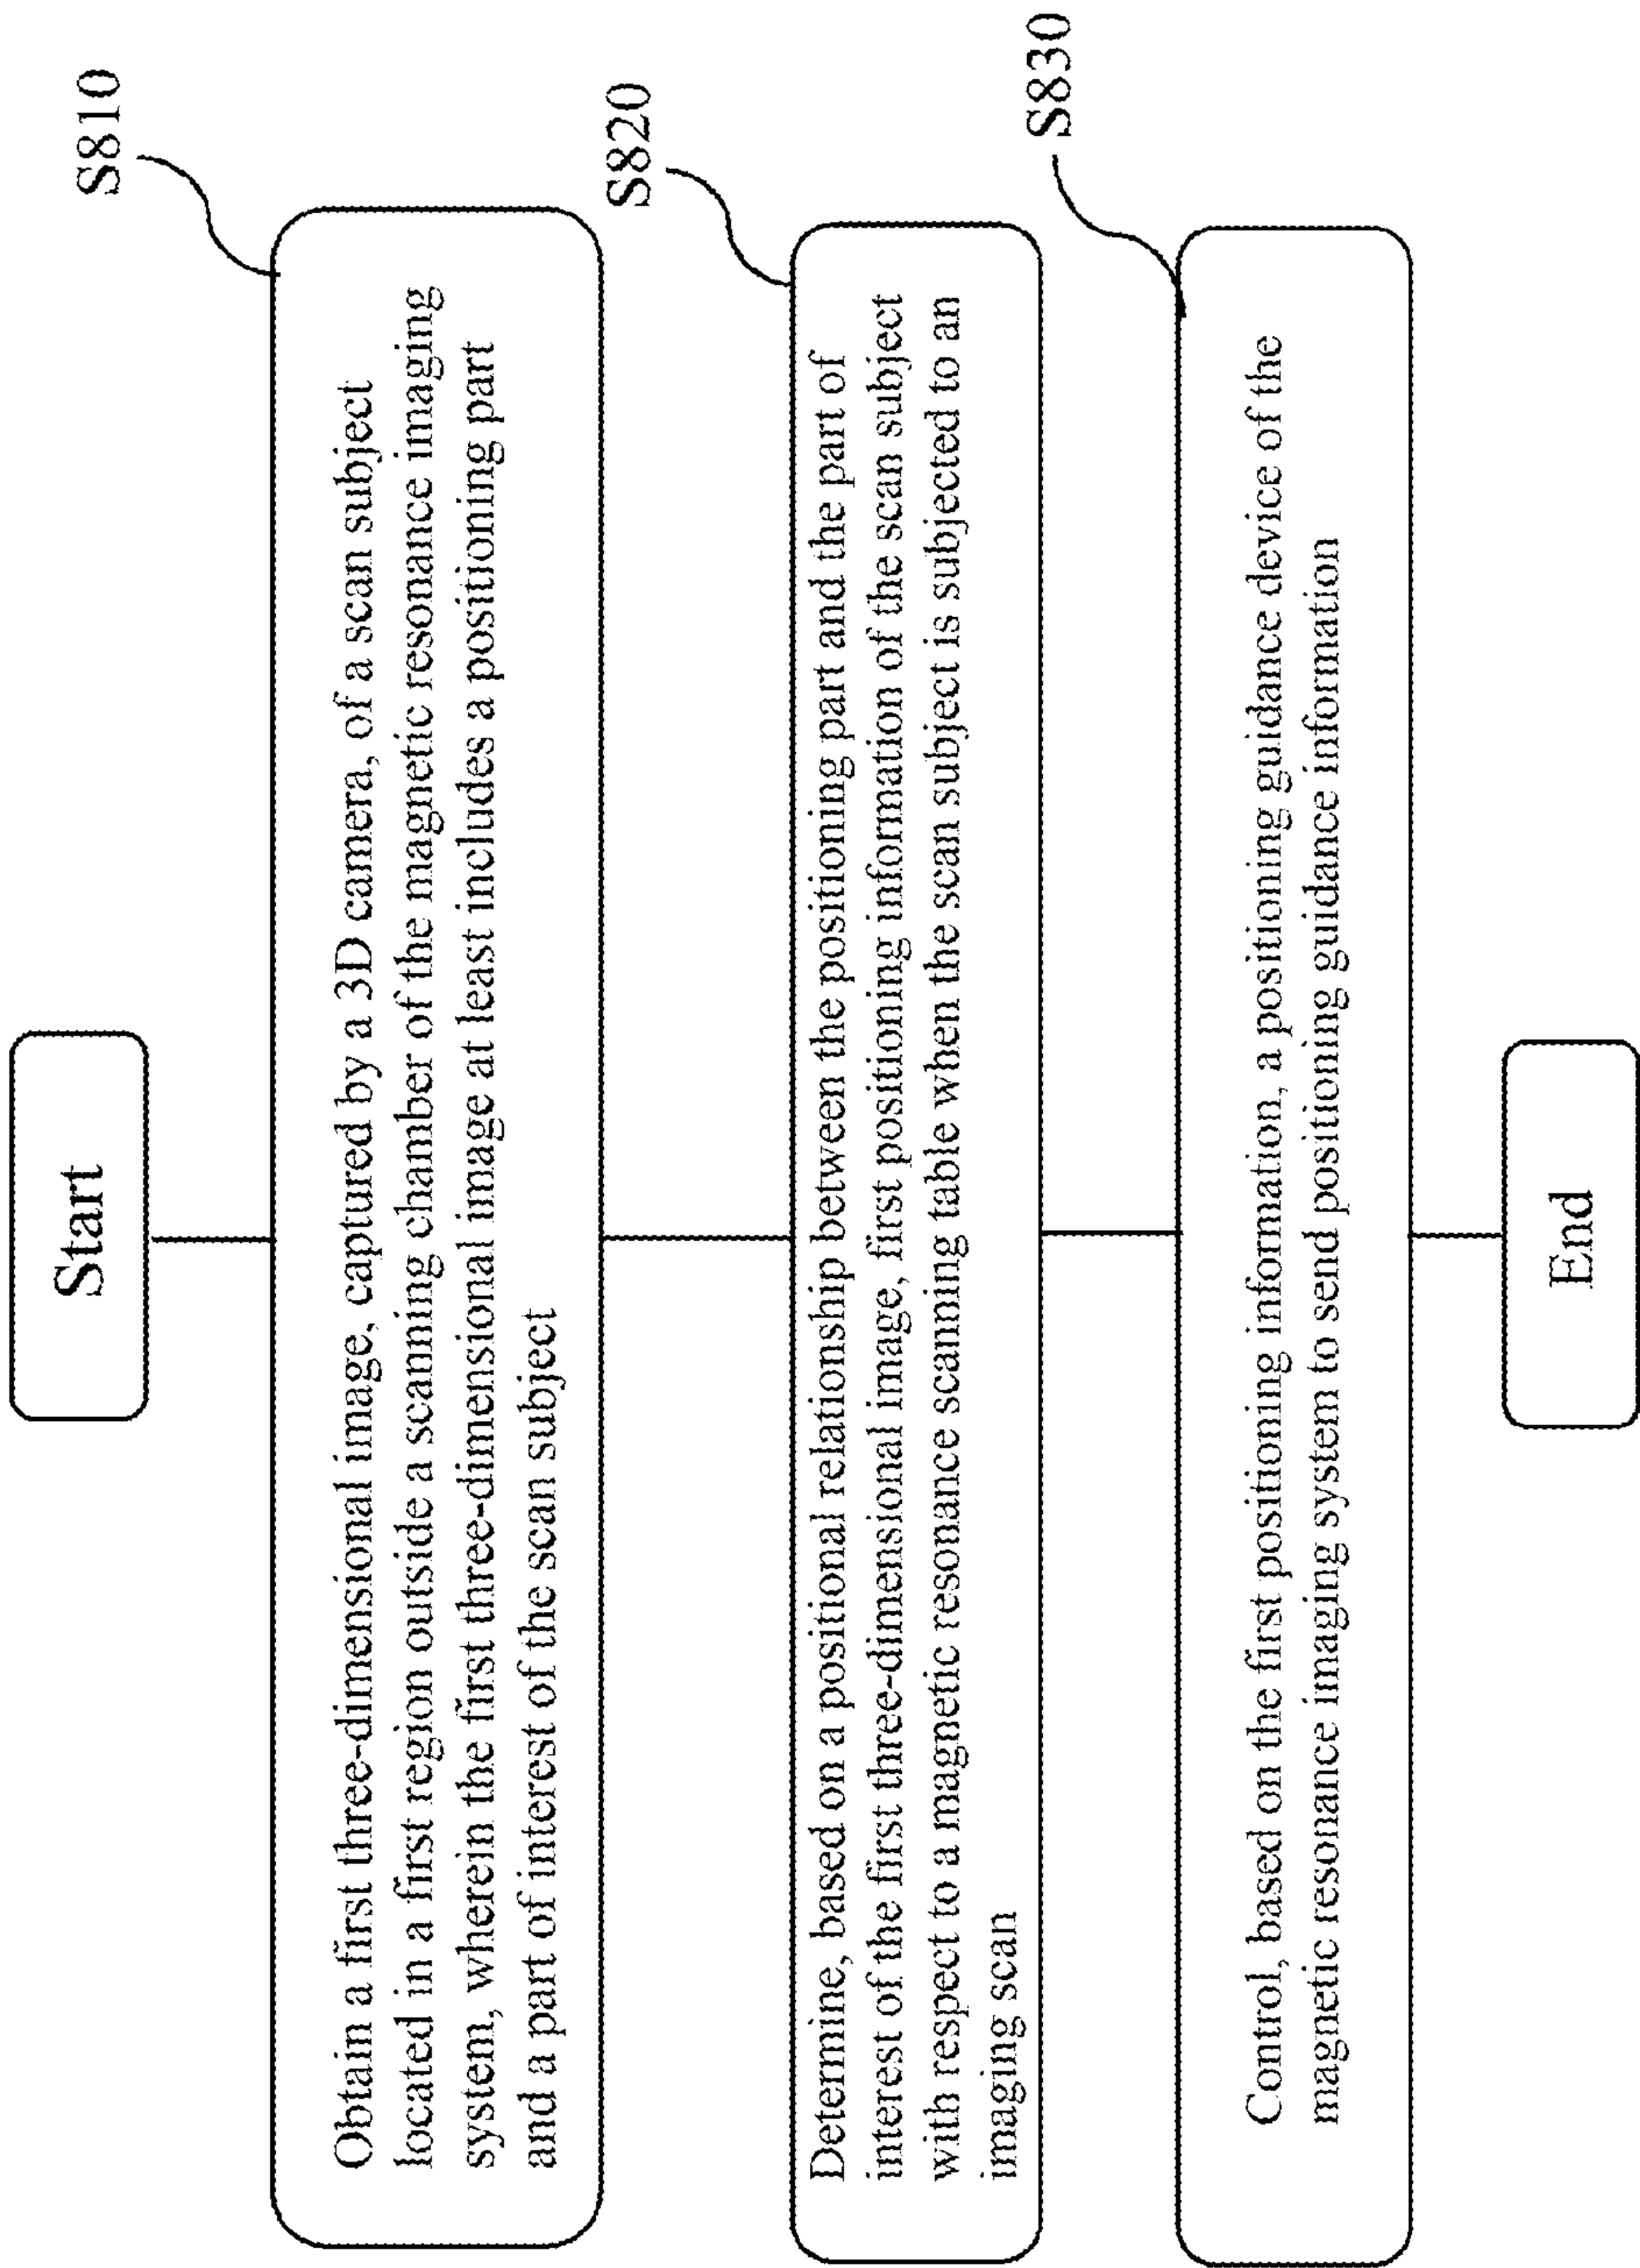 Start
S810
Obtain a first three-dimensional image, captured by a 3D camera, of a scan subject
located in a first region outside a scanning chamber of the magnetic resonance imaging
system, wherein the first three-dimensional image at least includes a positioning part
and a part of interest of the scan subject
S820
Determine, based on a positional relationship between the positioning part and the part of
interest of the first three-dimensional image, first positioning information of the scan subject
with respect to a magnetic resonance scanning table when the scan subject is subjected to an
imaging scan
S830
Control, based on the first positioning information, a positioning guidance device of the
magnetic resonance imaging system to send positioning guidance information
End